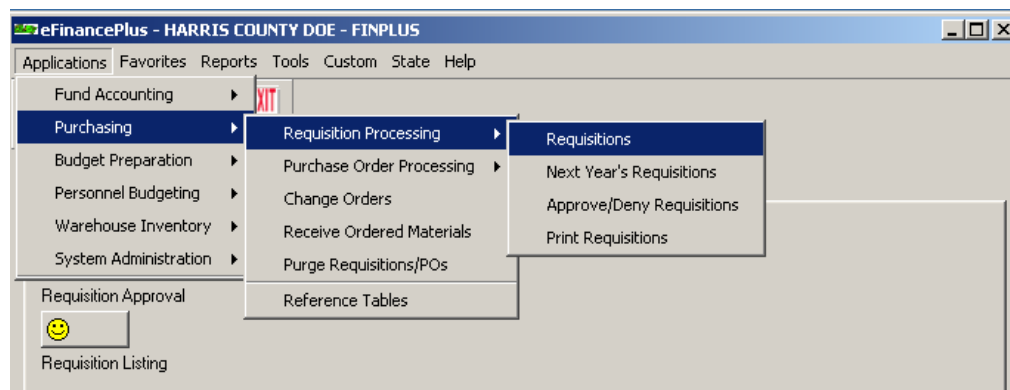 eFinancePlus - HARRIS COUNTY DOE - FINPLUS
Applications Favorites Reports Tools Custom State Help
Fund Accounting
EXIT
Purchasing
Requisition Processing
Requisitions
Budget Preparation
Purchase Order Processing
Next Year's Requisitions
Personnel Budgeting
Change Orders
Approve/Deny Requisitions
Warehouse Inventory
Receive Ordered Materials
Print Requisitions
System Administration
Purge Requisitions/POs
Requisition Approval
Reference Tables
Requisition Listing